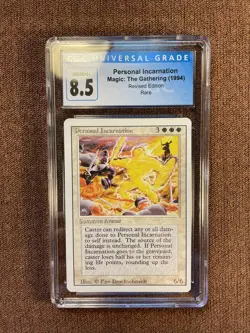 UNIVERSAL GRADE
8.5
Personal Incarnation
Magic: The Gathering (1994)
Revised Edition
Rare
Personal Incarnation
3
Summon Avatar
Caster can redirect any or all dam-
age done to Personal Incarnation
to self instead. The source of the
damage is unchanged. If Personal
Incarnation goes to the graveyard,
caster loses half his or her remain-
ing life points, rounding up the
loss.
Illus. ©
6/6